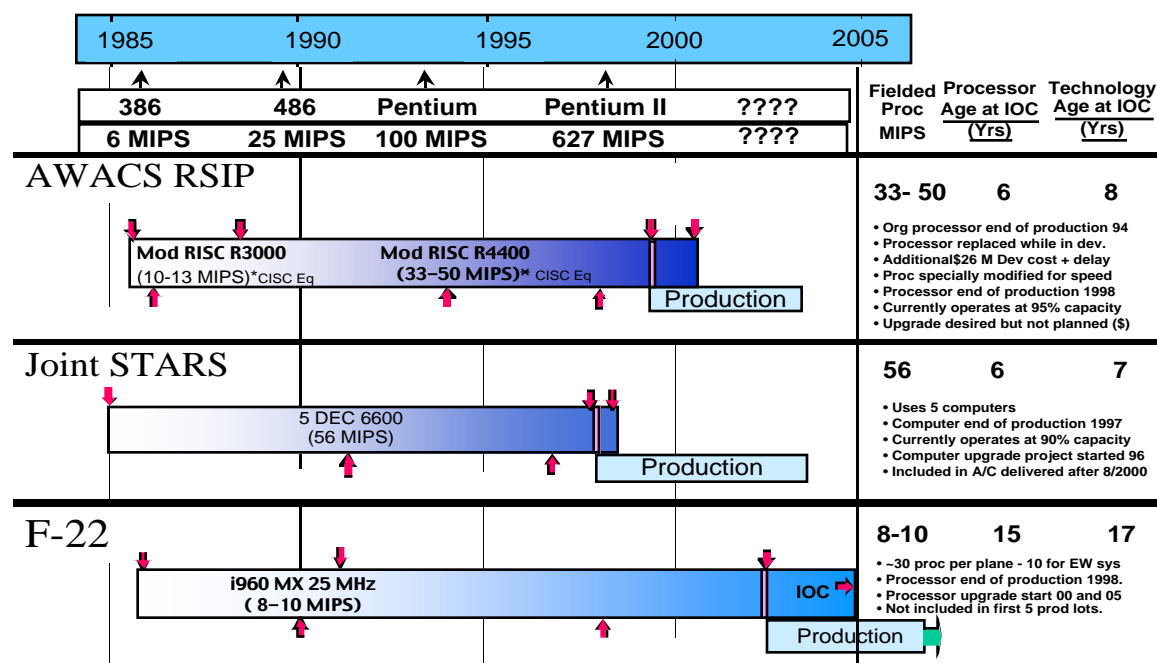 1985 1990 1995 2000 2005
386 486 Pentium Pentium II ????
6 MIPS 25 MIPS 100 MIPS 627 MIPS ????
Fielded
Proc
MIPS
Processor
Age at IOC
(Yrs)
Technology
Age at IOC
(Yrs)
AWACS RSIP
33- 50 6 8
Mod RISC R3000
(10-13 MIPS)*CISC Eq
Mod RISC R4400
(33–50 MIPS)* CISC Eq
Production
• Org processor end of production 94
• Processor replaced while in dev.
• Additional$26 M Dev cost + delay
• Proc specially modified for speed
• Processor end of production 1998
• Currently operates at 95% capacity
• Upgrade desired but not planned ($)
Joint STARS
56 6 7
5 DEC 6600
(56 MIPS)
Production
• Uses 5 computers
• Computer end of production 1997
• Currently operates at 90% capacity
• Computer upgrade project started 96
• Included in A/C delivered after 8/2000
F-22
8-10 15 17
i960 MX 25 MHz
( 8–10 MIPS)
IOC
Production
• ~30 proc per plane - 10 for EW sys
• Processor end of production 1998.
• Processor upgrade start 00 and 05
• Not included in first 5 prod lots.